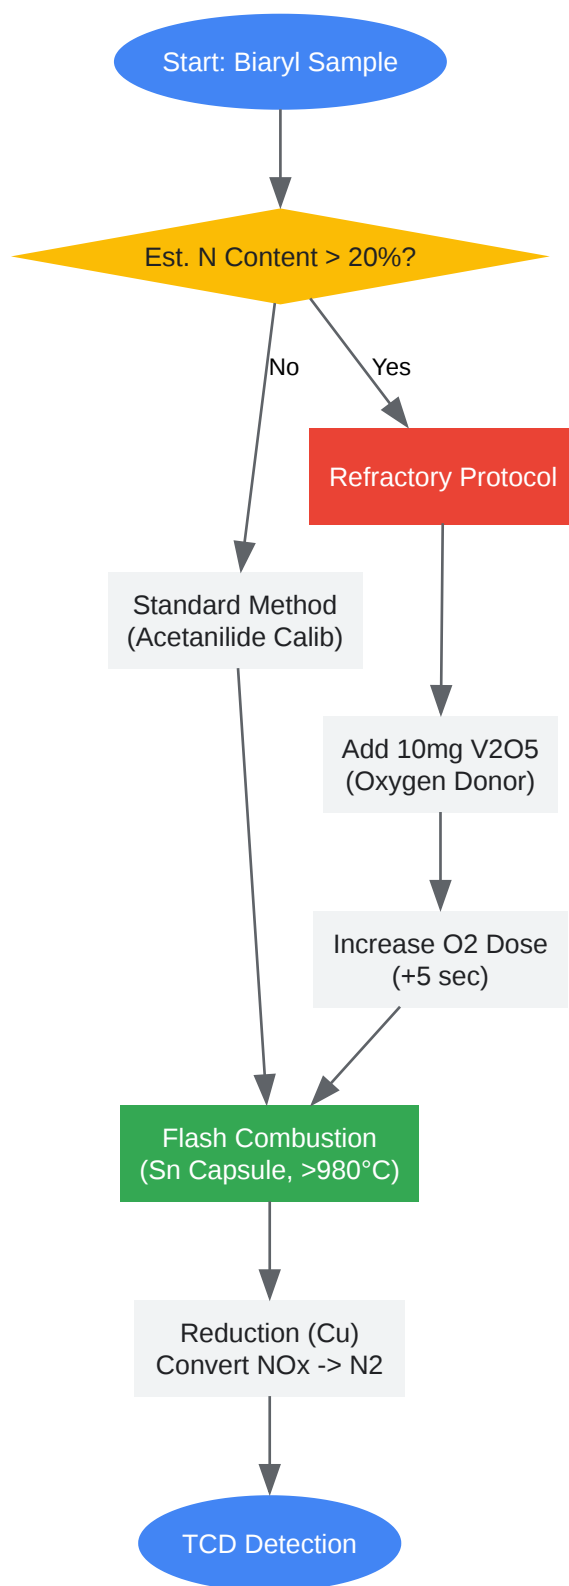 Start: Biaryl Sample
Est. N Content > 20%?
No
Yes
Refractory Protocol
Standard Method
(Acetanilide Calib)
Add 10mg V2O5
(Oxygen Donor)
Increase O2 Dose
(+5 sec)
Flash Combustion
(Sn Capsule, >980°C)
Reduction (Cu)
Convert NOx -> N2
TCD Detection